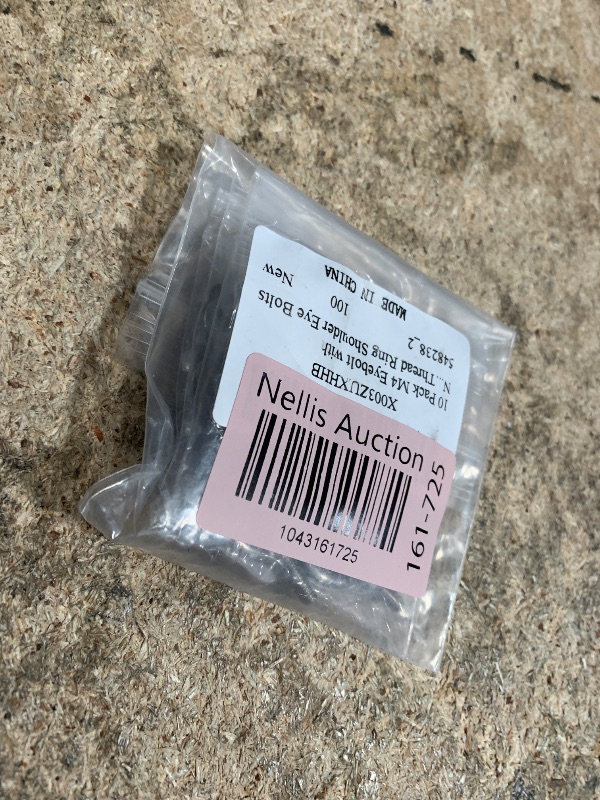 Nellis Auction
1043161725
161-725
X003ZUXHHB
10 Pack M4 Eyebolt with
N...Thread Ring Shoulder Eye Bolts
548238_2
New
100
MADE IN CHINA